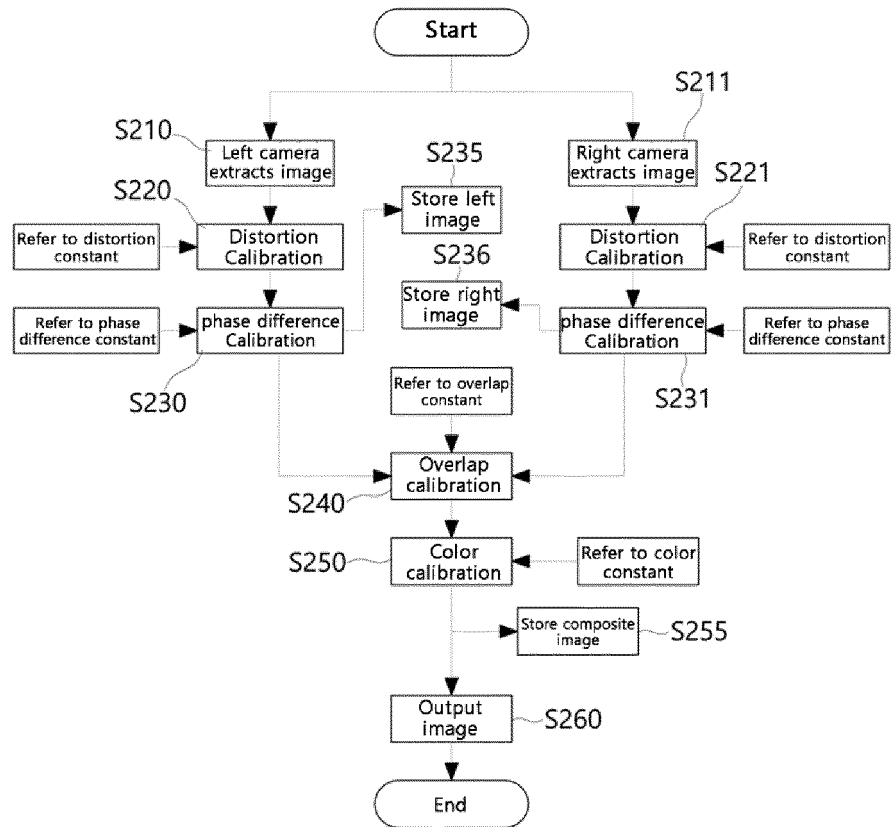 Start
S211
S210
Left camera
extracts image
S235
Right camera
extracts image
S220
Store left
image
S221
Refer to distortion
constant
Distortion
Calibration
S236
Distortion
Calibration
Refer to distortion
constant
Refer to phase
difference constant
phase difference
Calibration
Store right
image
phase difference
Calibration
Refer to phase
difference constant
S230
Refer to overlap
constant
S231
Overlap
calibration
S240
S250
Color
calibration
Refer to color
constant
Store composite
image
S255
Output
image
S260
End